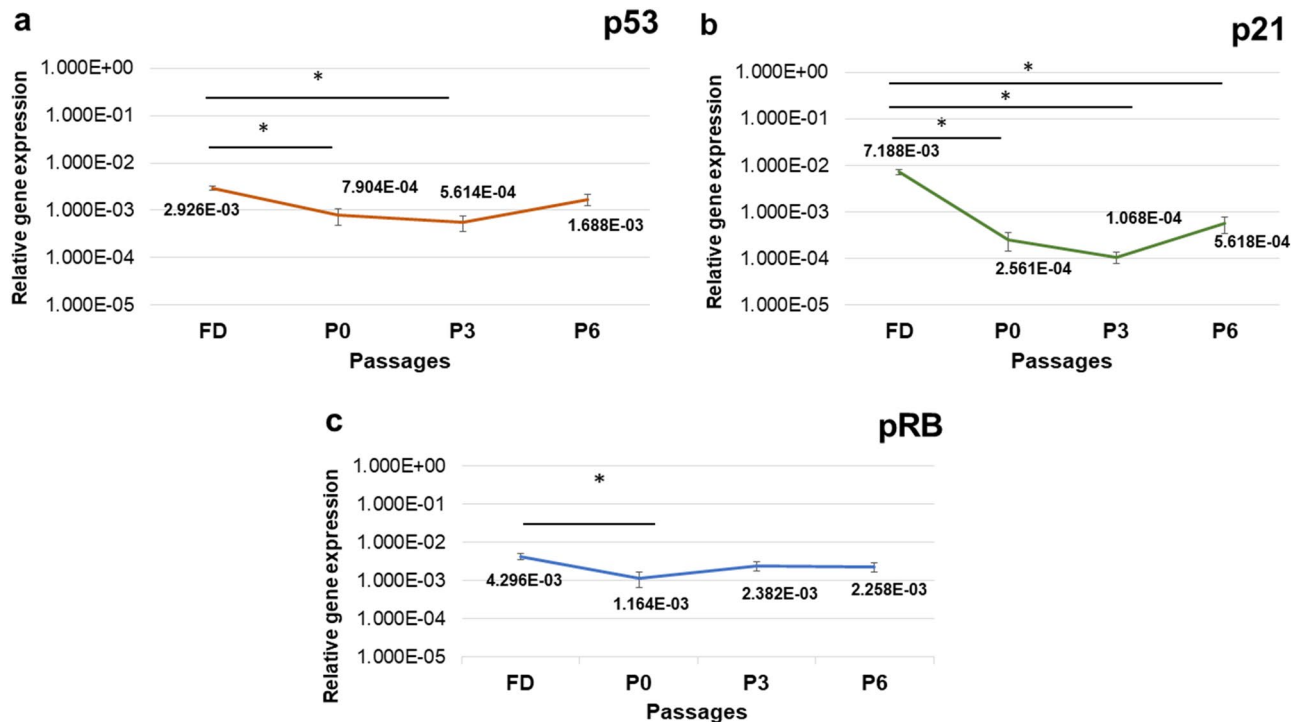 a
p53
Relative gene expression
1.000E+00
1.000E-01
1.000E-02
1.000E-03
1.000E-04
1.000E-05
*
*
2.926E-03
7.904E-04
5.614E-04
1.688E-03
FD P0 P3 P6
Passages
b
p21
Relative gene expression
1.000E+00
1.000E-01
1.000E-02
1.000E-03
1.000E-04
1.000E-05
*
*
*
7.188E-03
2.561E-04
1.068E-04
5.618E-04
FD P0 P3 P6
Passages
c
pRB
Relative gene expression
1.000E+00
1.000E-01
1.000E-02
1.000E-03
1.000E-04
1.000E-05
*
4.296E-03
1.164E-03
2.382E-03
2.258E-03
FD P0 P3 P6
Passages